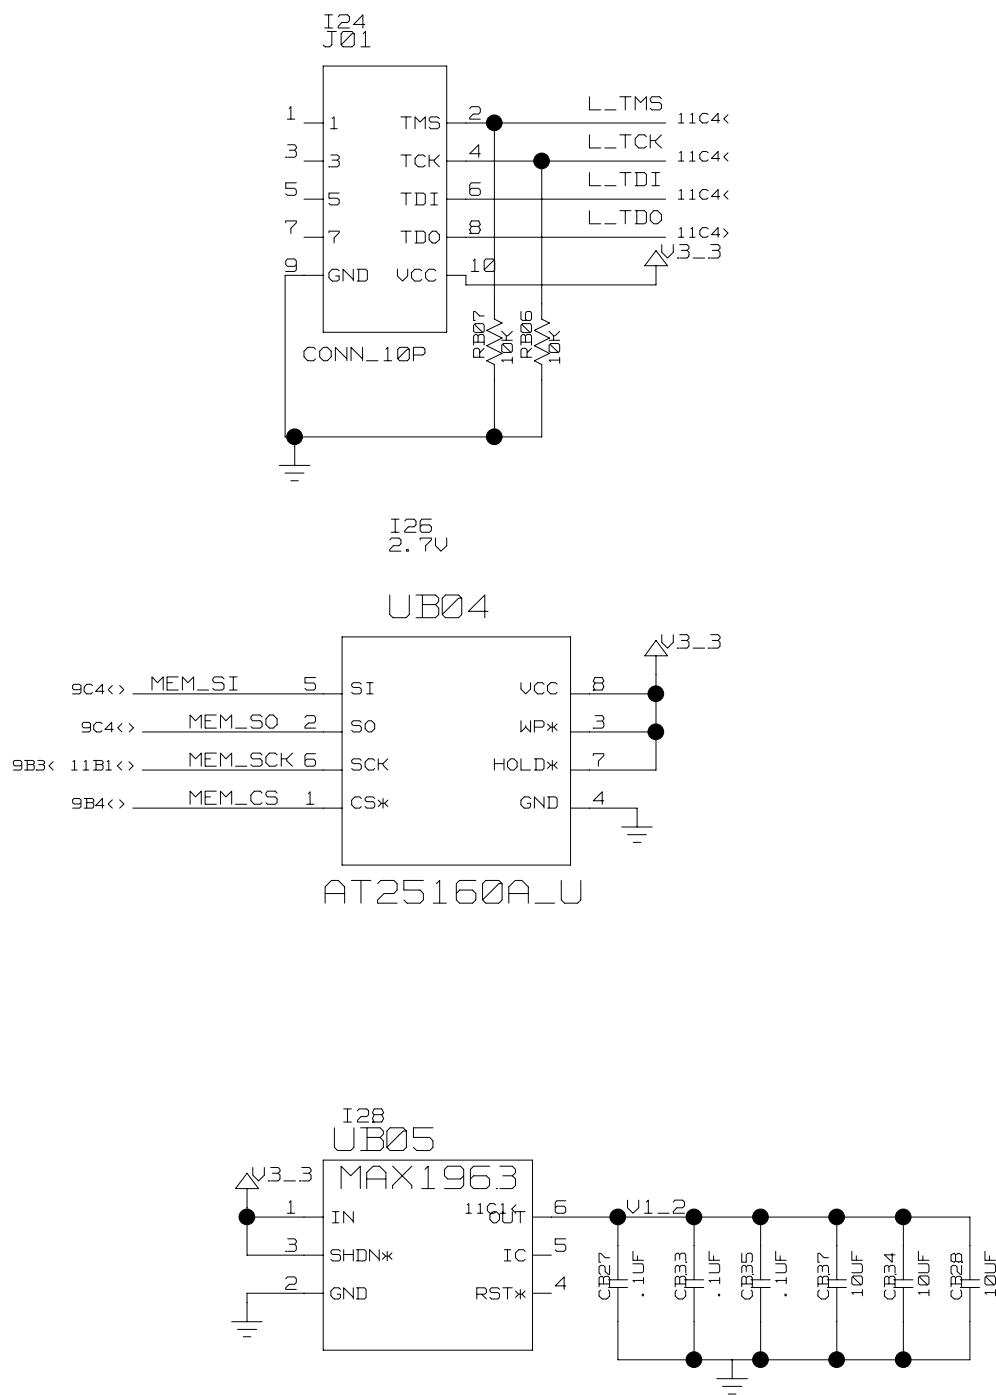 I24
J01
L_TMS
1 1 TMS 2 11C4<
L_TCK
3 3 TCK 4 11C4<
L_TDI
5 5 TDI 6 11C4<
L_TDO
7 7 TDO 8 11C4>
V3_3
9 GND VCC 10
RB07
10K
RB06
10K
CONN_10P
I26
2.7V
UB04
V3_3
9C4<> MEM_SI 5 SI VCC 8
9C4<> MEM_SO 2 SO WP* 3
9B3< 11B1<> MEM_SCK 6 SCK HOLD* 7
9B4<> MEM_CS 1 CS* GND 4
AT25160A_U
I28
UB05
V3_3
MAX1963
1 IN 11C1< OUT 6 V1_2
3 SHDN* IC 5
2 GND RST* 4
CB27
.1UF
CB33
.1UF
CB35
.1UF
CB37
10UF
CB34
10UF
CB28
10UF